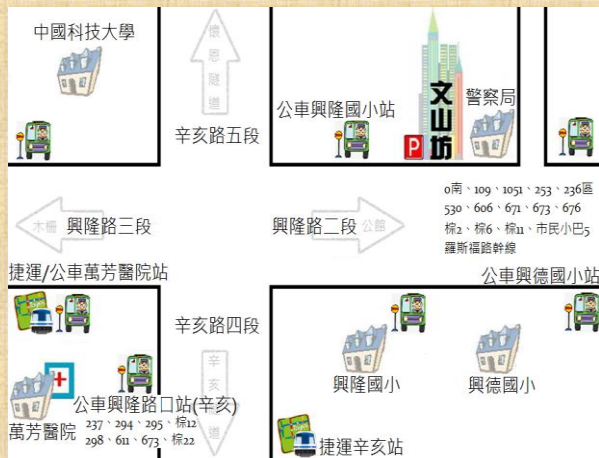 中國科技大學
懷恩隧道
辛亥路五段
公車興隆國小站
文山坊
P
警察局
0南、109、1051、253、236區
530、606、671、673、676
棕2、棕6、棕11、市民小巴5
羅斯福路幹線
木柵
興隆路三段
興隆路二段
公館
捷運/公車萬芳醫院站
公車興德國小站
辛亥路四段
辛亥隧道
興隆國小
興德國小
公車興隆路口站(辛亥)
237、294、295、棕12
298、611、673、棕22
萬芳醫院
捷運辛亥站